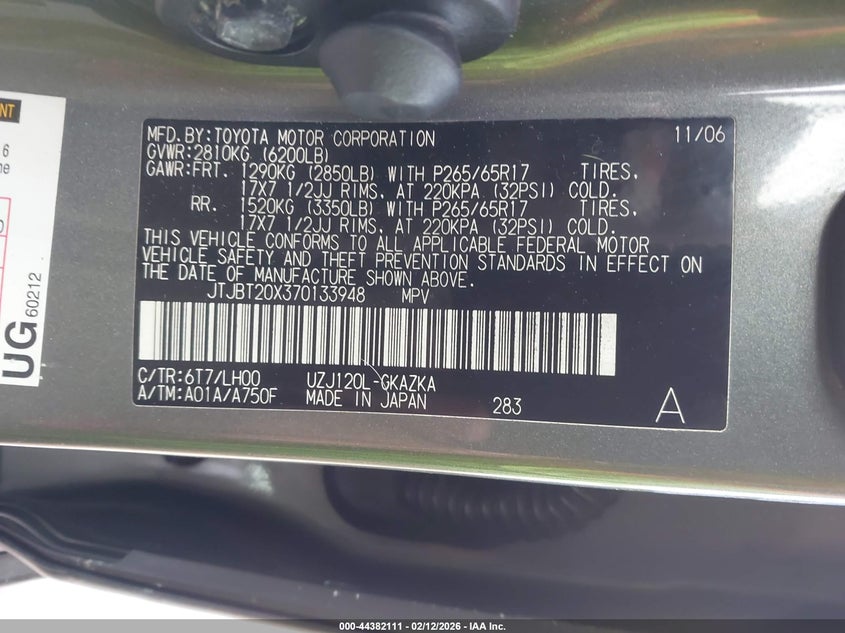 NT
6
ne
0
UG 60212
MFD.BY:TOYOTA MOTOR CORPORATION 11/06
GVWR:2810KG (6200LB)
GAWR:FRT. 1290KG (2850LB) WITH P265/65R17 TIRES,
17X7 1/2JJ RIMS, AT 220KPA (32PSI) COLD.
RR. 1520KG (3350LB) WITH P265/65R17 TIRES,
17X7 1/2JJ RIMS, AT 220KPA (32PSI) COLD.
THIS VEHICLE CONFORMS TO ALL APPLICABLE FEDERAL MOTOR
VEHICLE SAFETY AND THEFT PREVENTION STANDARDS IN EFFECT ON
THE DATE OF MANUFACTURE SHOWN ABOVE.
JTJBT20X370133948 MPV
C/TR:6T7/LH00 UZJ120L-GKAZKA
A/TM:A01A/A750F MADE IN JAPAN 283 A
000-44382111 - 02/12/2026 - IAA Inc.